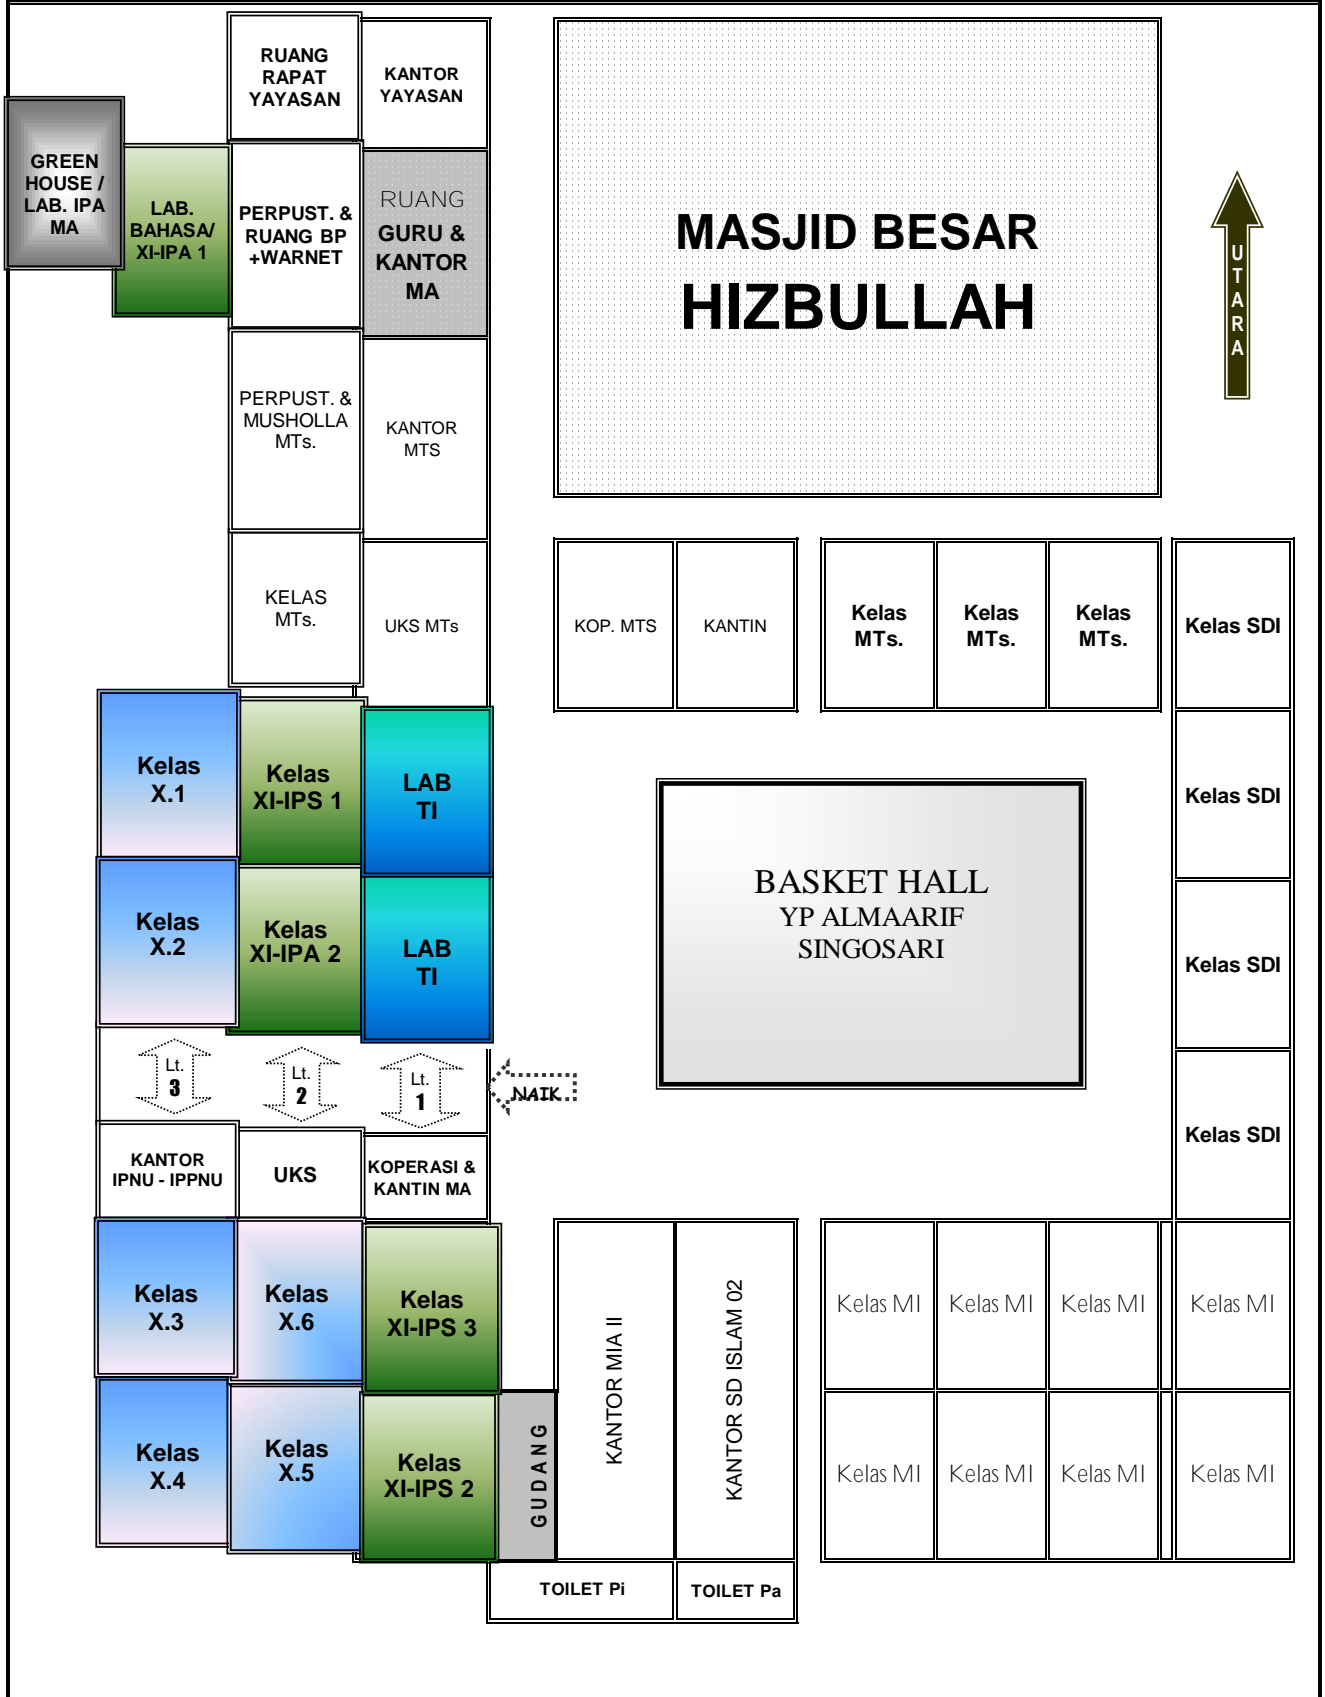 RUANG
RAPAT
YAYASAN
KANTOR
YAYASAN
GREEN
HOUSE /
LAB. IPA
MA
LAB.
BAHASA/
XI-IPA 1
PERPUST. &
RUANG BP
+WARNET
RUANG
GURU &
KANTOR
MA
MASJID BESAR
HIZBULLAH
UTARA
PERPUST. &
MUSHOLLA
MTs.
KANTOR
MTS
KELAS
MTs.
UKS MTs
KOP. MTS
KANTIN
Kelas
MTs.
Kelas
MTs.
Kelas
MTs.
Kelas SDI
Kelas
X.1
Kelas
XI-IPS 1
LAB
TI
Kelas SDI
BASKET HALL
YP ALMAARIF
SINGOSARI
Kelas
X.2
Kelas
XI-IPA 2
LAB
TI
Kelas SDI
Lt.
3
Lt.
2
Lt.
1
NAIK
Kelas SDI
KANTOR
IPNU - IPPNU
UKS
KOPERASI &
KANTIN MA
Kelas
X.3
Kelas
X.6
Kelas
XI-IPS 3
KANTOR MIA II
KANTOR SD ISLAM 02
Kelas MI
Kelas MI
Kelas MI
Kelas MI
Kelas
X.4
Kelas
X.5
Kelas
XI-IPS 2
GUDANG
Kelas MI
Kelas MI
Kelas MI
Kelas MI
TOILET Pi
TOILET Pa